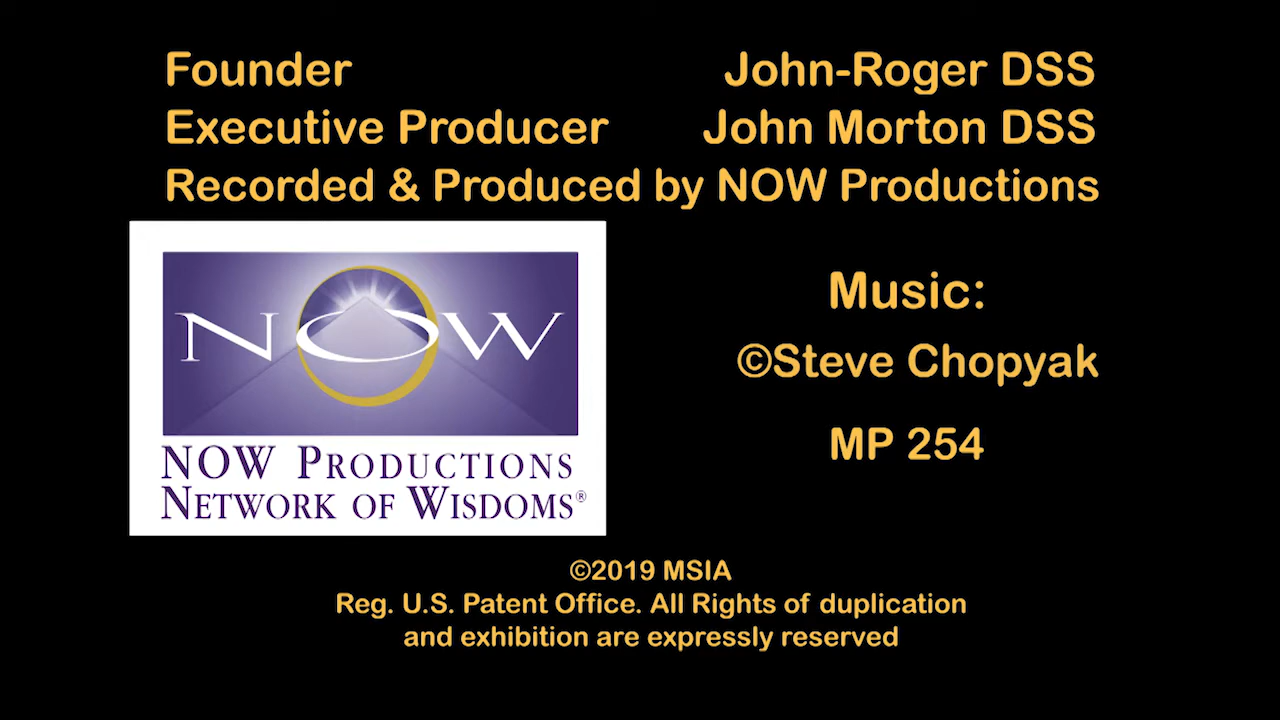 Founder John-Roger DSS
Executive Producer John Morton DSS
Recorded & Produced by NOW Productions
NOW
NOW PRODUCTIONS
NETWORK OF WISDOMS®
Music:
©Steve Chopyak
MP 254
©2019 MSIA
Reg. U.S. Patent Office. All Rights of duplication
and exhibition are expressly reserved